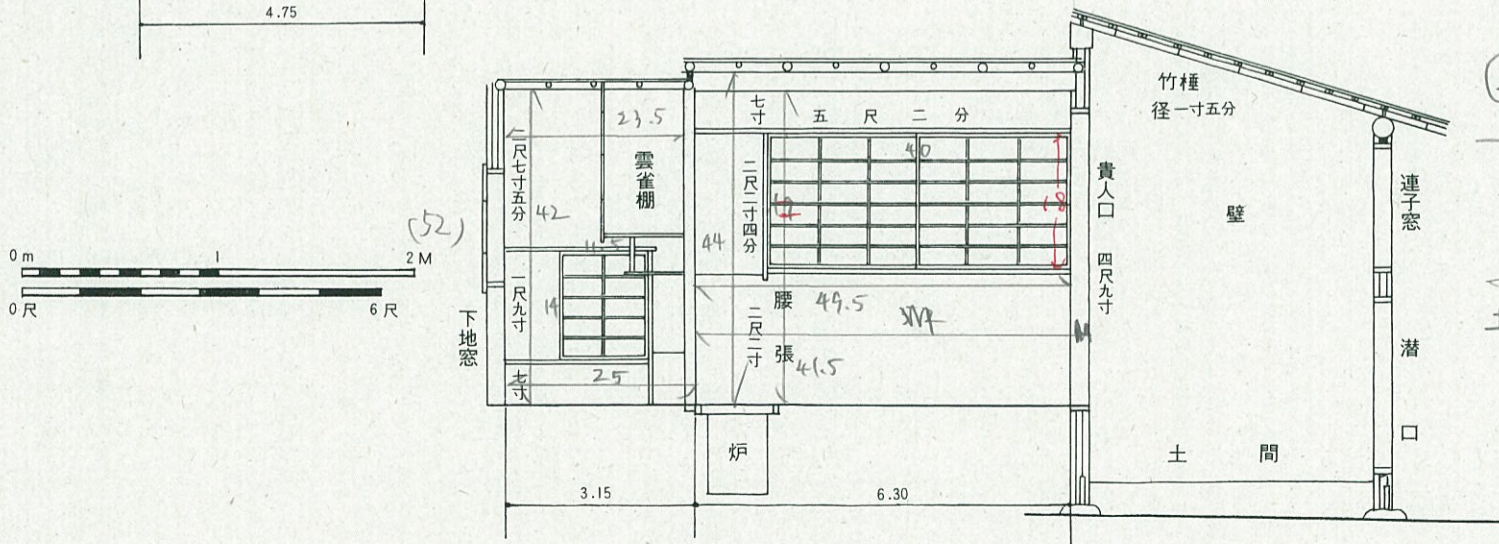 4.75
竹棰
径一寸五分
七寸 五尺二分
23.5
40
二尺七寸五分
雲雀棚
42
(52)
二尺二寸四分
44
18
貴人口 四尺九寸
壁
連子窓
11.5
0m 1 2M
0尺 6尺
下地窓
一尺九寸
14
腰張
49.5
二尺二寸
41.5
七寸
25
潜口
炉
土間
3.15
6.30